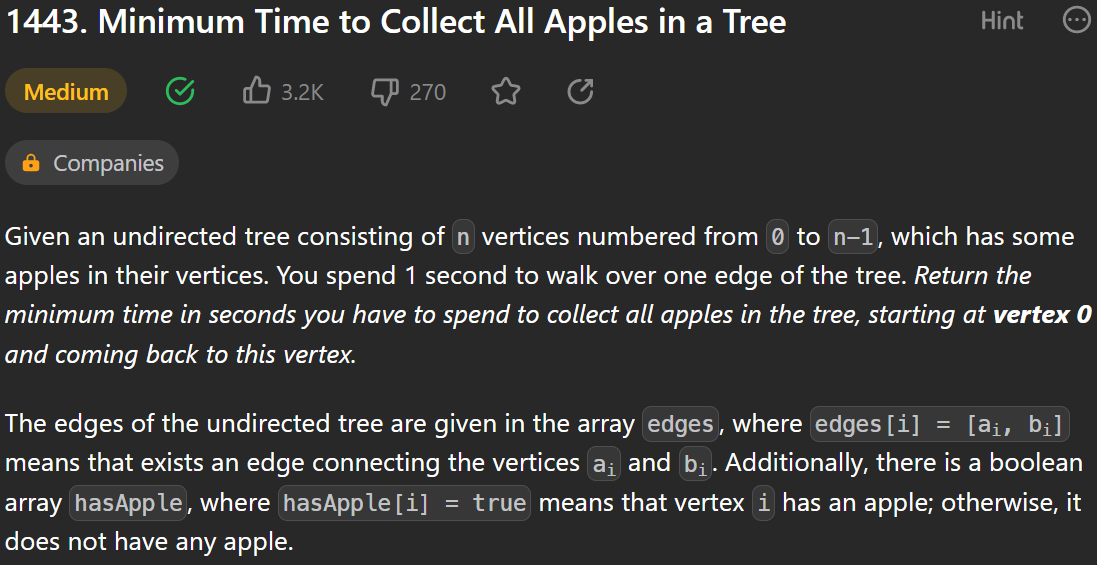 1443. Minimum Time to Collect All Apples in a Tree Hint
Medium 3.2K 270
Companies
Given an undirected tree consisting of n vertices numbered from 0 to n-1, which has some
apples in their vertices. You spend 1 second to walk over one edge of the tree. Return the
minimum time in seconds you have to spend to collect all apples in the tree, starting at vertex 0
and coming back to this vertex.
The edges of the undirected tree are given in the array edges, where edges[i] = [aᵢ, bᵢ]
means that exists an edge connecting the vertices aᵢ and bᵢ. Additionally, there is a boolean
array hasApple, where hasApple[i] = true means that vertex i has an apple; otherwise, it
does not have any apple.